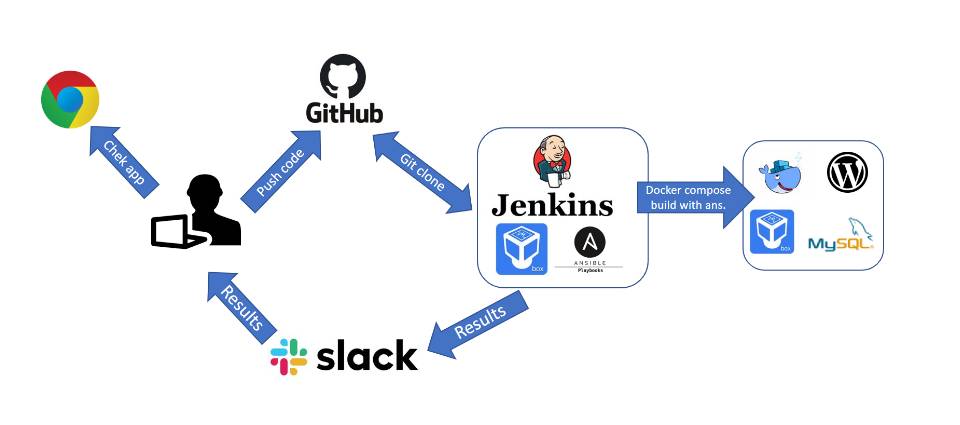 GitHub
Chek app
Push code
Git clone
Jenkins
box
ANSIBLE
Playbooks
Docker compose
build with ans.
box
MySQL
Results
Results
slack